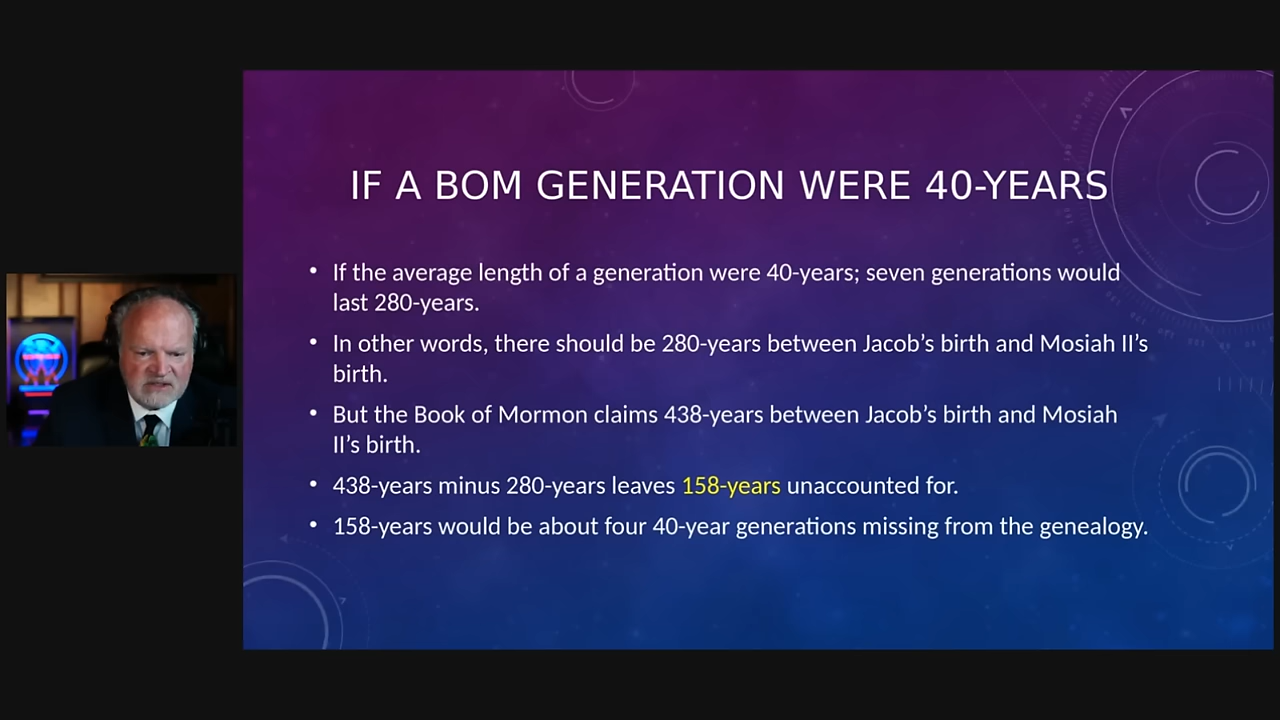 IF A BOM GENERATION WERE 40-YEARS
• If the average length of a generation were 40-years; seven generations would
last 280-years.
• In other words, there should be 280-years between Jacob’s birth and Mosiah II’s
birth.
• But the Book of Mormon claims 438-years between Jacob’s birth and Mosiah
II’s birth.
• 438-years minus 280-years leaves 158-years unaccounted for.
• 158-years would be about four 40-year generations missing from the genealogy.